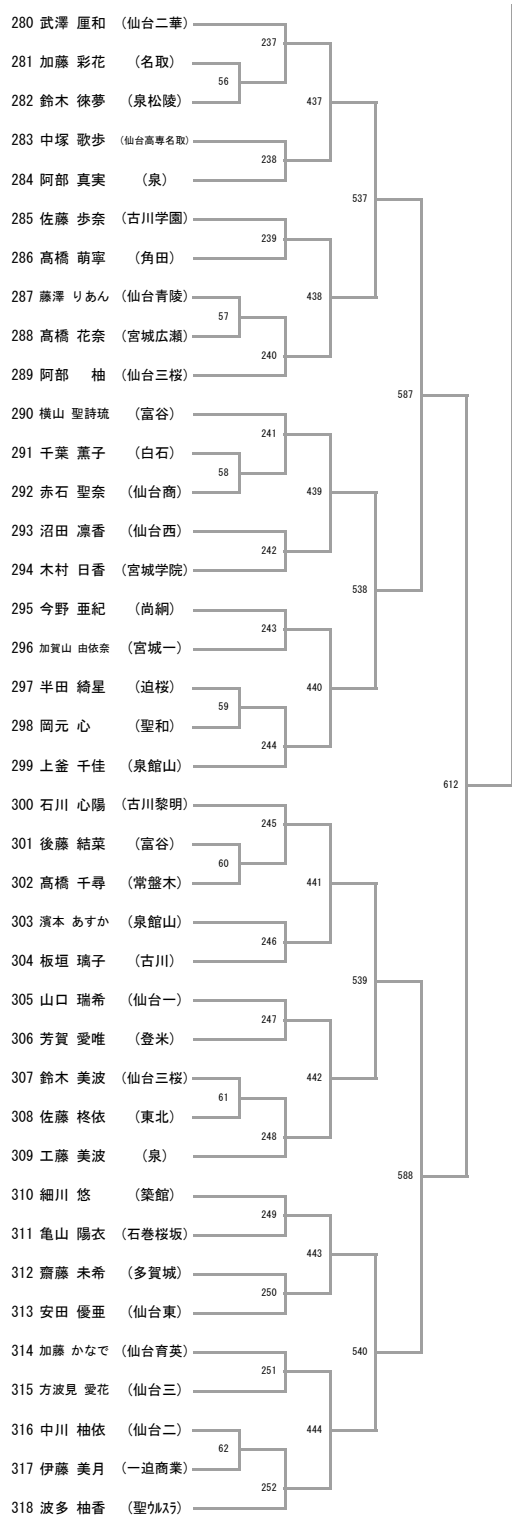 280 武澤 厘和 (仙台二華)
237
281 加藤 彩花 (名取)
56
282 鈴木 徠夢 (泉松陵)
437
283 中塚 歌歩 (仙台高専名取)
238
284 阿部 真実 (泉)
537
285 佐藤 歩奈 (古川学園)
239
286 髙橋 萌寧 (角田)
287 藤澤 りあん (仙台青陵)
438
57
288 髙橋 花奈 (宮城広瀬)
240
289 阿部 柚 (仙台三桜)
587
290 横山 聖詩琉 (富谷)
241
291 千葉 薫子 (白石)
58
292 赤石 聖奈 (仙台商)
439
293 沼田 凛香 (仙台西)
242
294 木村 日香 (宮城学院)
538
295 今野 亜紀 (尚絅)
243
296 加賀山 由依奈 (宮城一)
297 半田 綺星 (迫桜)
440
59
298 岡元 心 (聖和)
244
299 上釜 千佳 (泉館山)
612
300 石川 心陽 (古川黎明)
245
301 後藤 結菜 (富谷)
60
302 髙橋 千尋 (常盤木)
441
303 濱本 あすか (泉館山)
246
304 板垣 璃子 (古川)
539
305 山口 瑞希 (仙台一)
247
306 芳賀 愛唯 (登米)
307 鈴木 美波 (仙台三桜)
442
61
308 佐藤 柊依 (東北)
248
309 工藤 美波 (泉)
588
310 細川 悠 (築館)
249
311 亀山 陽衣 (石巻桜坂)
443
312 齋藤 未希 (多賀城)
250
313 安田 優亜 (仙台東)
314 加藤 かなで (仙台育英)
540
251
315 方波見 愛花 (仙台三)
316 中川 柚依 (仙台二)
444
62
317 伊藤 美月 (一迫商業)
252
318 波多 柚香 (聖ｳﾙｽﾗ)